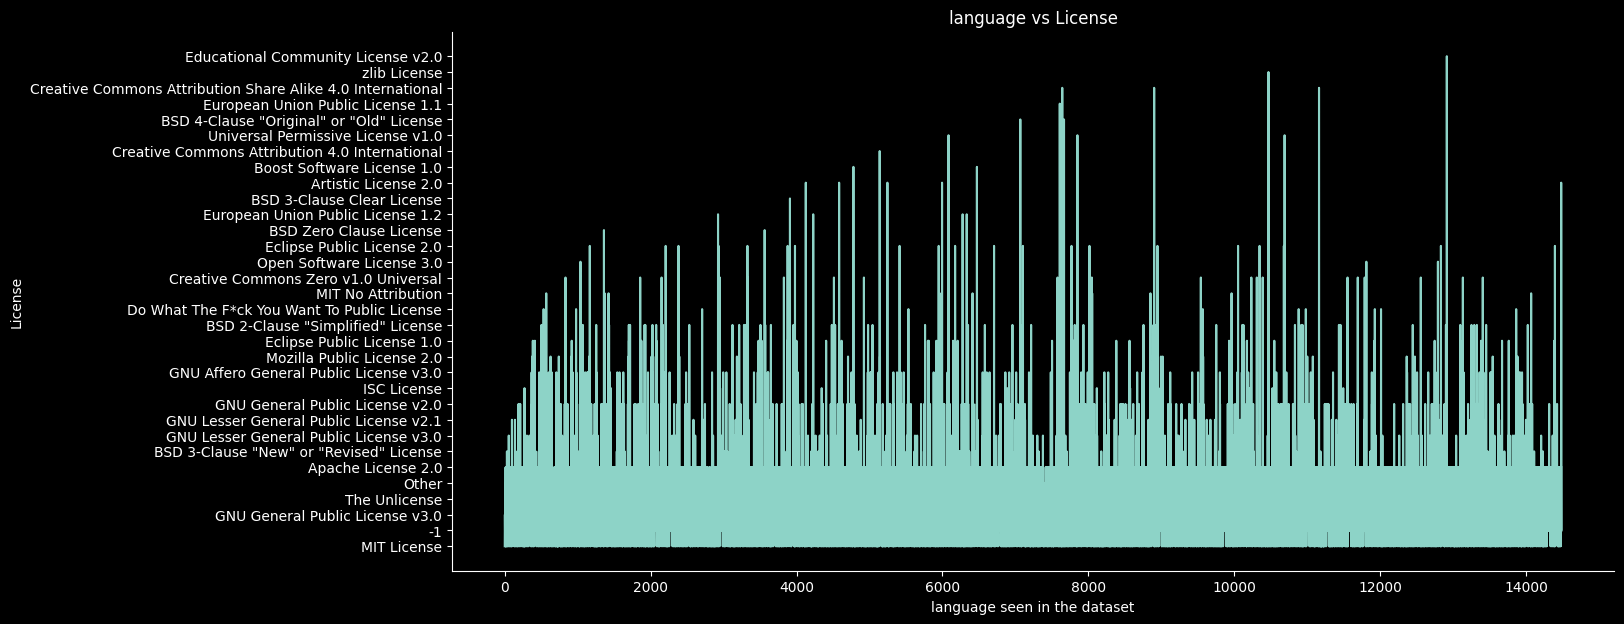 language vs License
Educational Community License v2.0
zlib License
Creative Commons Attribution Share Alike 4.0 International
European Union Public License 1.1
BSD 4-Clause "Original" or "Old" License
Universal Permissive License v1.0
Creative Commons Attribution 4.0 International
Boost Software License 1.0
Artistic License 2.0
BSD 3-Clause Clear License
European Union Public License 1.2
BSD Zero Clause License
Eclipse Public License 2.0
Open Software License 3.0
Creative Commons Zero v1.0 Universal
MIT No Attribution
Do What The F*ck You Want To Public License
BSD 2-Clause "Simplified" License
Eclipse Public License 1.0
Mozilla Public License 2.0
GNU Affero General Public License v3.0
ISC License
GNU General Public License v2.0
GNU Lesser General Public License v2.1
GNU Lesser General Public License v3.0
BSD 3-Clause "New" or "Revised" License
Apache License 2.0
Other
The Unlicense
GNU General Public License v3.0
-1
MIT License
License
0 2000 4000 6000 8000 10000 12000 14000
language seen in the dataset